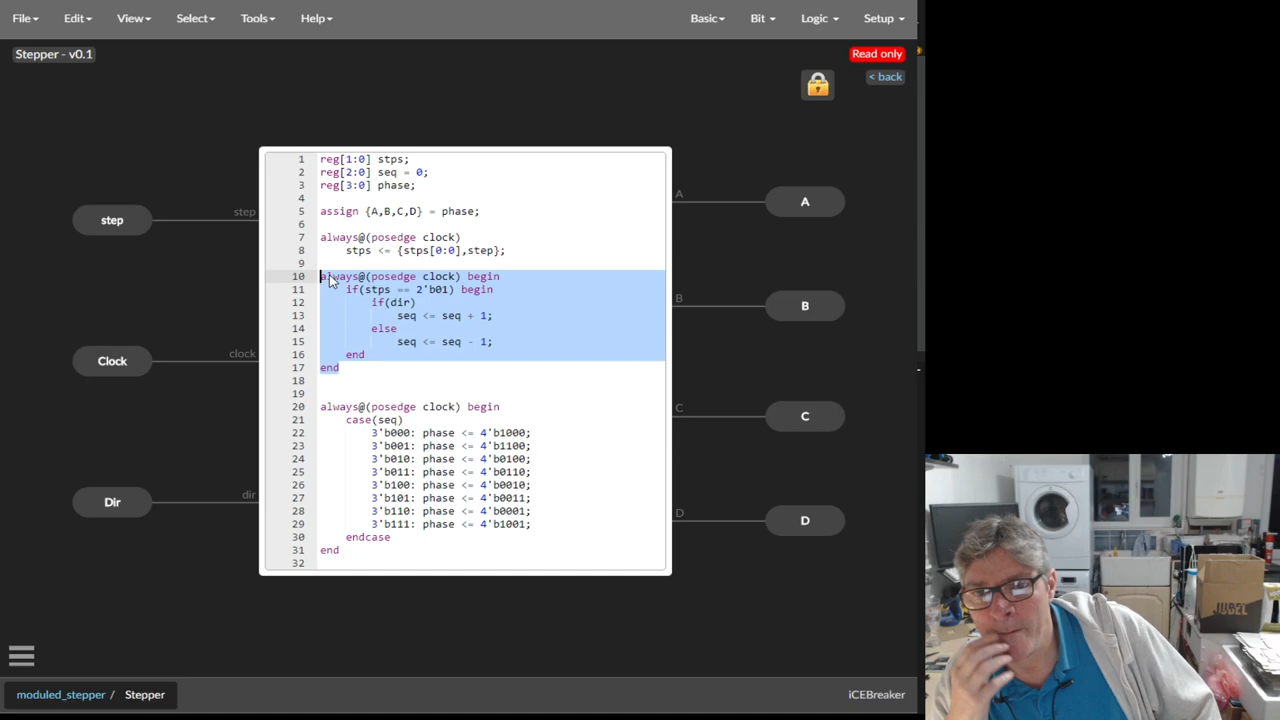 File Edit View Select Tools Help Basic Bit Logic Setup
Stepper - v0.1
Read only
< back
step
step
Clock
clock
Dir
dir
1 reg[1:0] stps;
2 reg[2:0] seq = 0;
3 reg[3:0] phase;
4
5 assign {A,B,C,D} = phase;
6
7 always@(posedge clock)
8 stps <= {stps[0:0],step};
9
10 always@(posedge clock) begin
11 if(stps == 2'b01) begin
12 if(dir)
13 seq <= seq + 1;
14 else
15 seq <= seq - 1;
16 end
17 end
18
19
20 always@(posedge clock) begin
21 case(seq)
22 3'b000: phase <= 4'b1000;
23 3'b001: phase <= 4'b1100;
24 3'b010: phase <= 4'b0100;
25 3'b011: phase <= 4'b0110;
26 3'b100: phase <= 4'b0010;
27 3'b101: phase <= 4'b0011;
28 3'b110: phase <= 4'b0001;
29 3'b111: phase <= 4'b1001;
30 endcase
31 end
32
A
A
B
B
C
C
D
D
moduled_stepper / Stepper
iCEBreaker